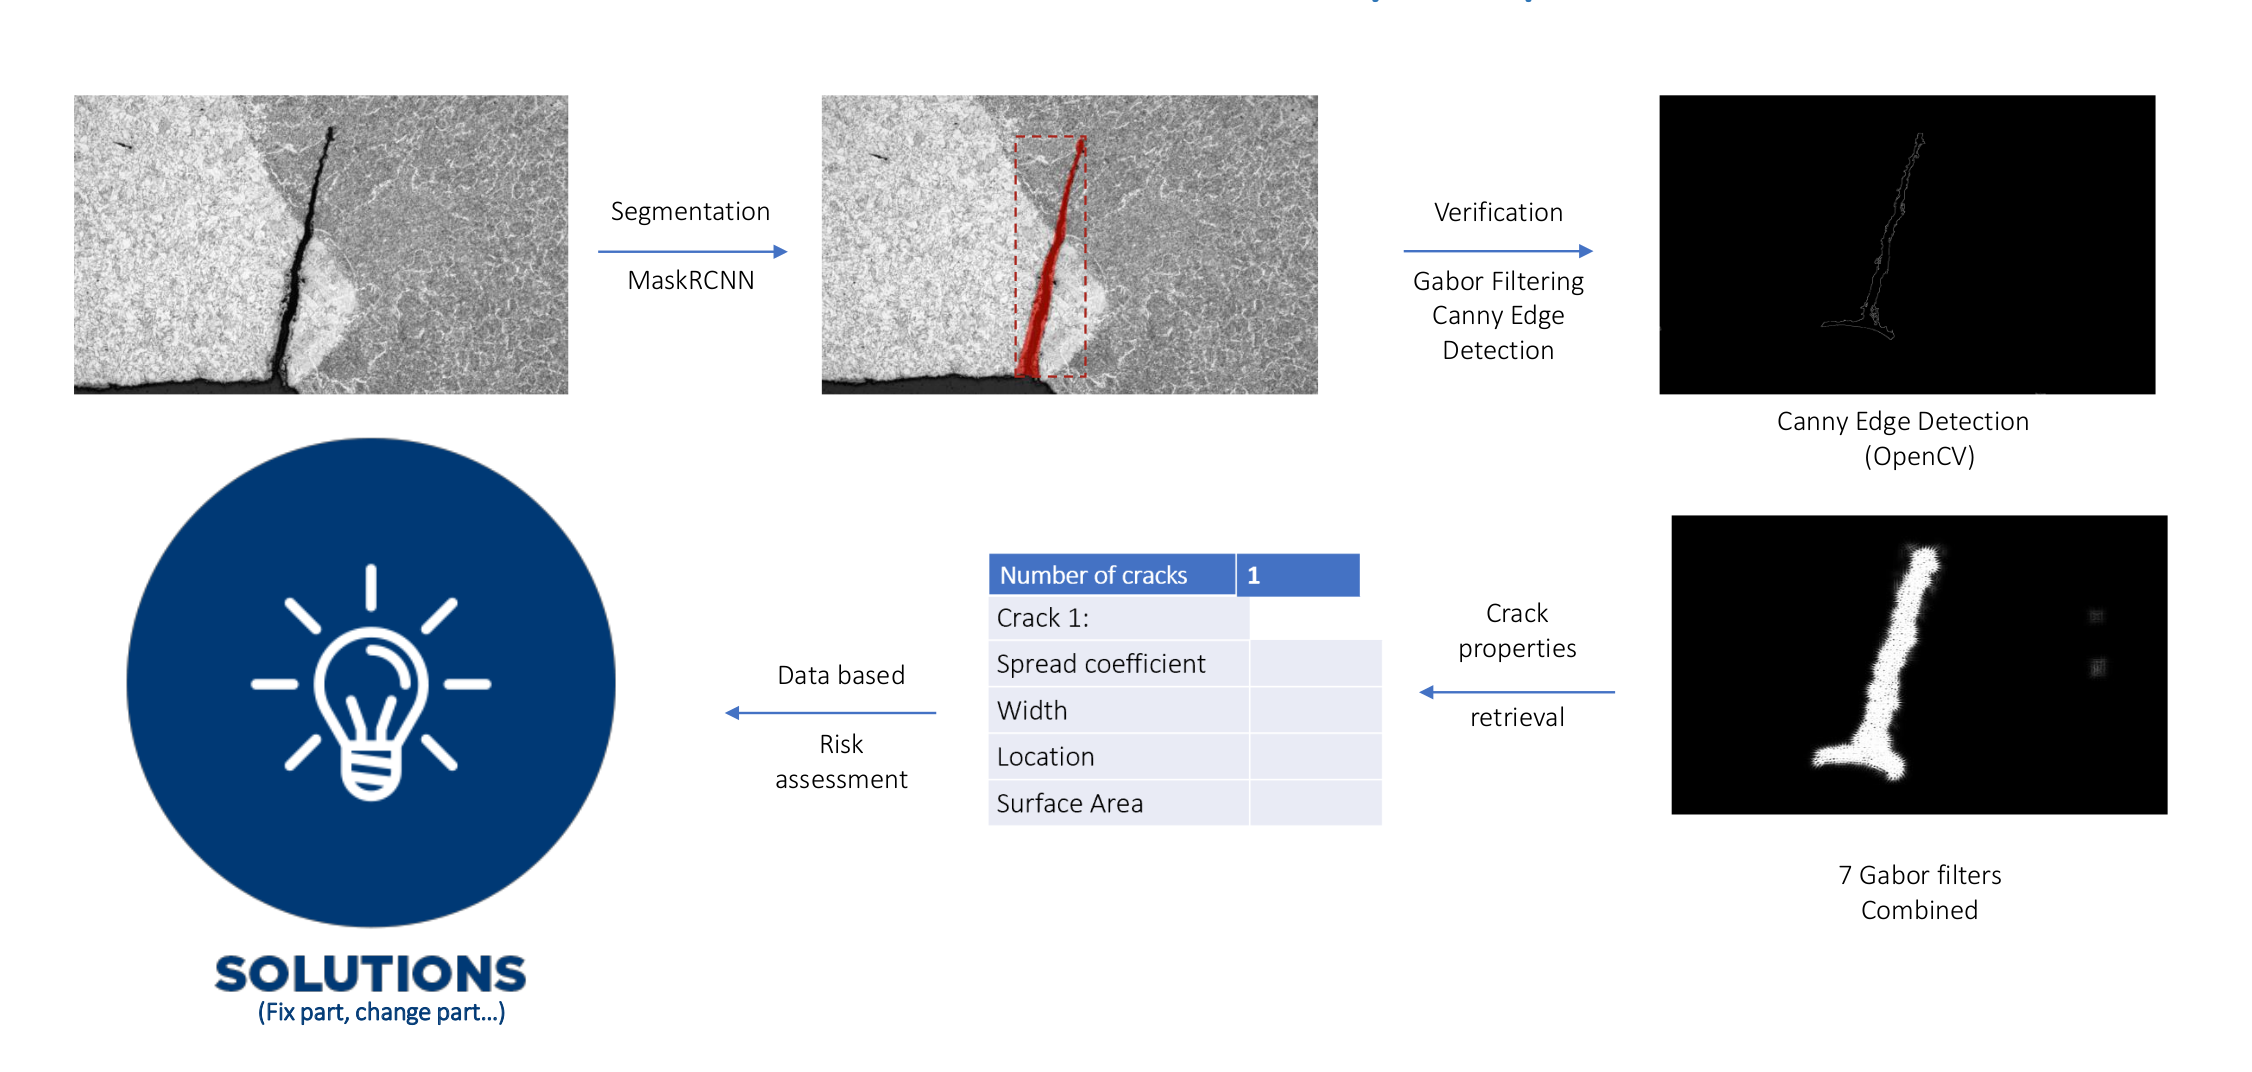 Segmentation
MaskRCNN
Verification
Gabor Filtering
Canny Edge
Detection
Canny Edge Detection
(OpenCV)
7 Gabor filters
Combined
Crack
properties
retrieval
Number of cracks 1
Crack 1:
Spread coefficient
Width
Location
Surface Area
Data based
Risk
assessment
SOLUTIONS
(Fix part, change part...)